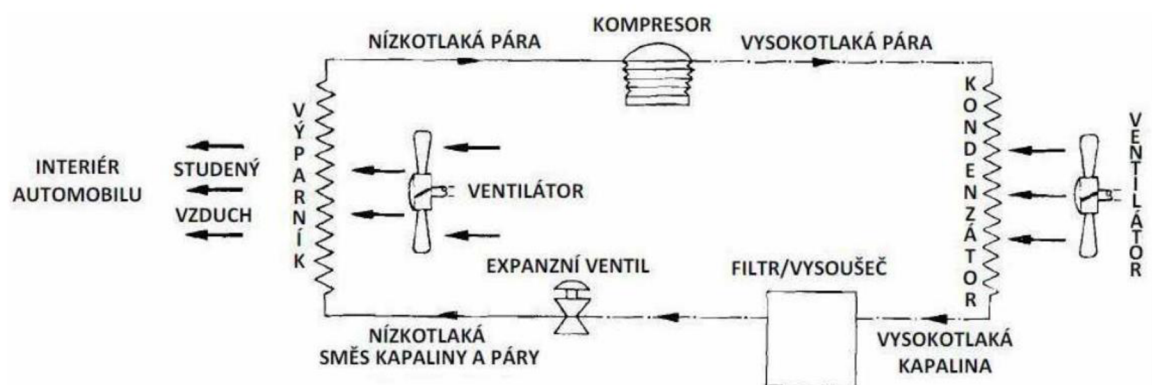 KOMPRESOR
NÍZKOTLAKÁ PÁRA
VYSOKOTLAKÁ PÁRA
VÝPARNÍK
KONDENZÁTOR
VENTILÁTOR
INTERIÉR
AUTOMOBILU
STUDENÝ
VZDUCH
VENTILÁTOR
EXPANZNÍ VENTIL
FILTR/VYSOUŠEČ
NÍZKOTLAKÁ
SMĚS KAPALINY A PÁRY
VYSOKOTLAKÁ
KAPALINA